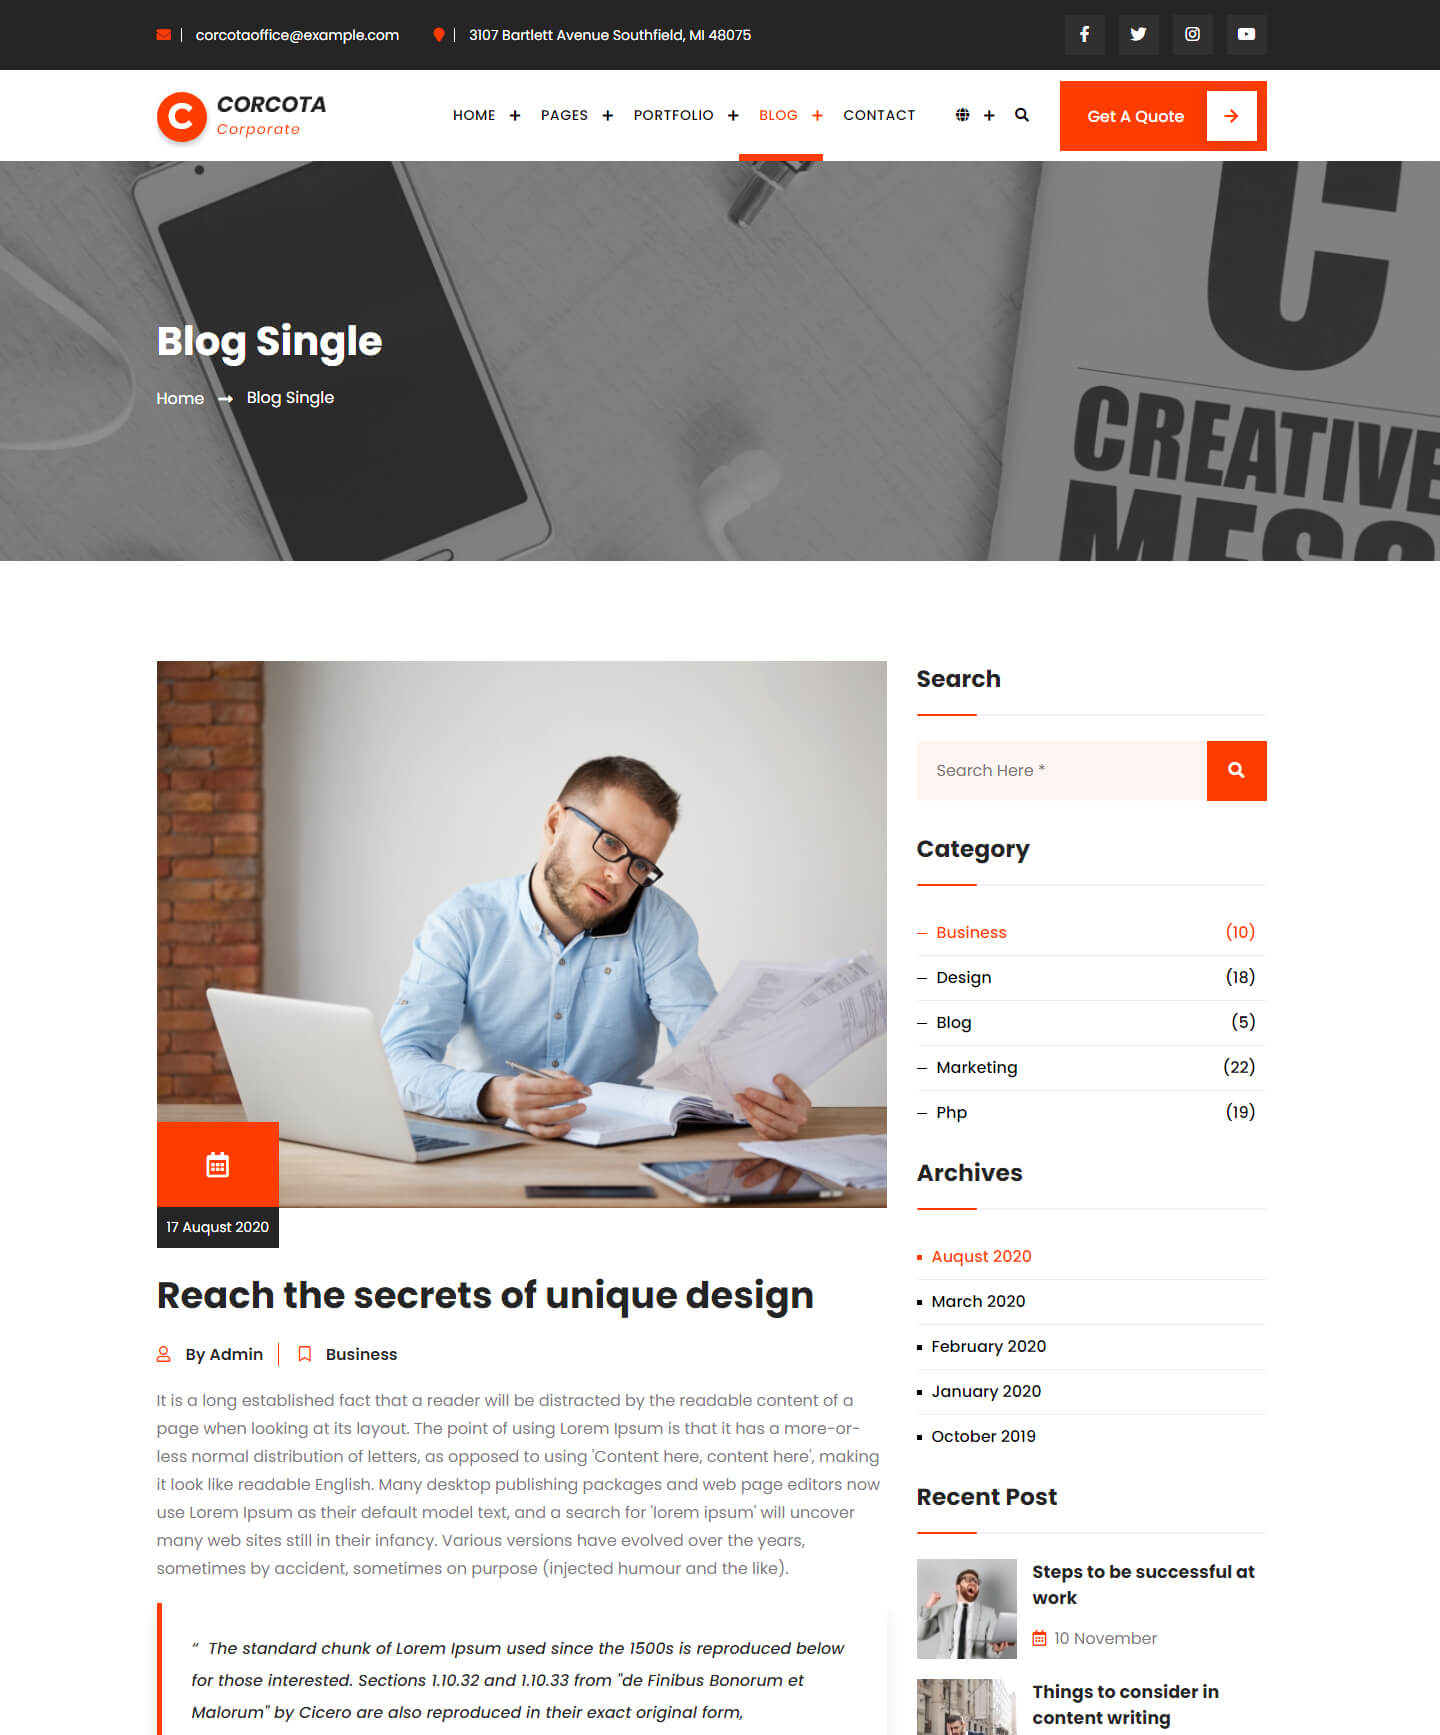 corcotaoffice@example.com
3107 Bartlett Avenue Southfield, MI 48075
C
CORCOTA
Corporate
HOME
PAGES
PORTFOLIO
BLOG
CONTACT
Get A Quote
Blog Single
Home
Blog Single
C
CREATIVE
Search
Search Here *
Category
Business (10)
Design (18)
Blog (5)
Marketing (22)
Php (19)
Archives
Auqust 2020
March 2020
February 2020
January 2020
October 2019
Recent Post
Steps to be successful at
work
10 November
Things to consider in
content writing
17 Auqust 2020
Reach the secrets of unique design
By Admin
Business
It is a long established fact that a reader will be distracted by the readable content of a
page when looking at its layout. The point of using Lorem Ipsum is that it has a more-or-
less normal distribution of letters, as opposed to using 'Content here, content here', making
it look like readable English. Many desktop publishing packages and web page editors now
use Lorem Ipsum as their default model text, and a search for 'lorem ipsum' will uncover
many web sites still in their infancy. Various versions have evolved over the years,
sometimes by accident, sometimes on purpose (injected humour and the like).
“ The standard chunk of Lorem Ipsum used since the 1500s is reproduced below
for those interested. Sections 1.10.32 and 1.10.33 from "de Finibus Bonorum et
Malorum" by Cicero are also reproduced in their exact original form,